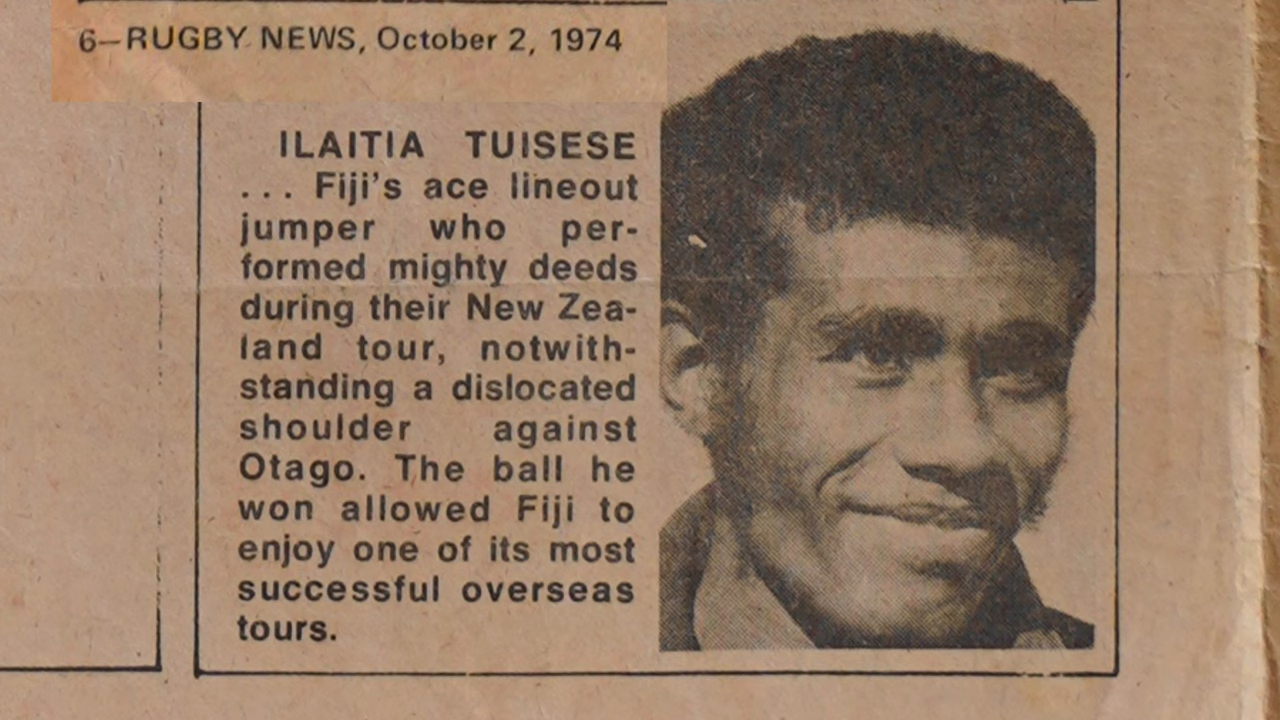 6—RUGBY NEWS, October 2, 1974
ILAITIA TUISESE
... Fiji's ace lineout
jumper who per-
formed mighty deeds
during their New Zea-
land tour, notwith-
standing a dislocated
shoulder against
Otago. The ball he
won allowed Fiji to
enjoy one of its most
successful overseas
tours.